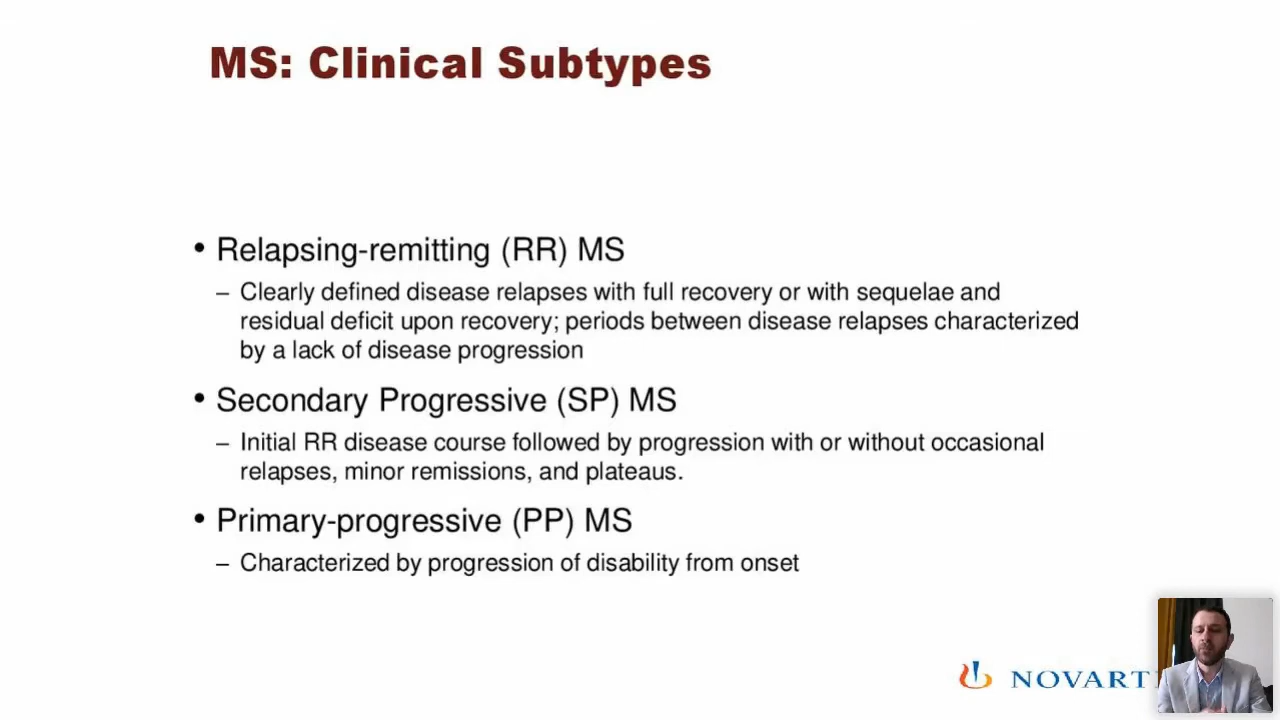 MS: Clinical Subtypes
• Relapsing-remitting (RR) MS
– Clearly defined disease relapses with full recovery or with sequelae and
residual deficit upon recovery; periods between disease relapses characterized
by a lack of disease progression
• Secondary Progressive (SP) MS
– Initial RR disease course followed by progression with or without occasional
relapses, minor remissions, and plateaus.
• Primary-progressive (PP) MS
– Characterized by progression of disability from onset
NOVART